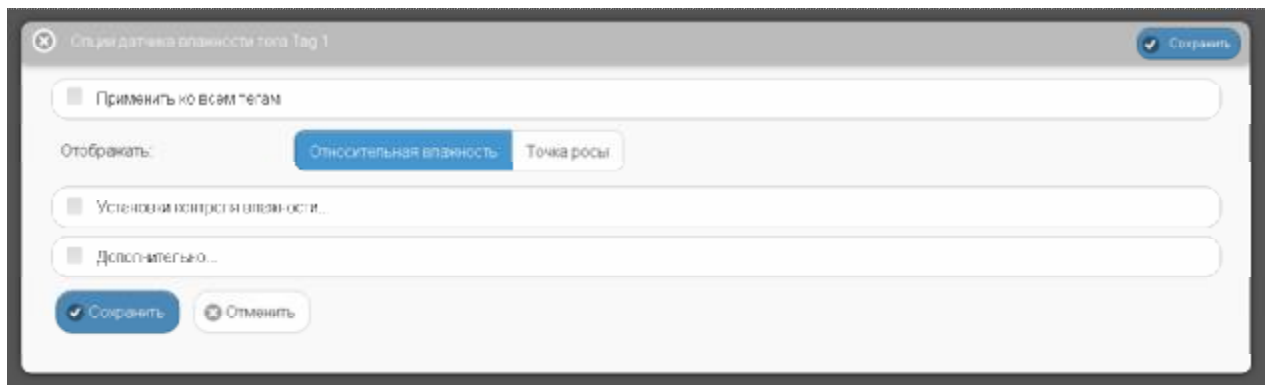 Опции датчика влажности тега Tag 1
Сохранить
Применить ко всем тегам
Отображать: Относительная влажность Точка росы
Установки контроля влажности...
Дополнительно...
Сохранить Отменить